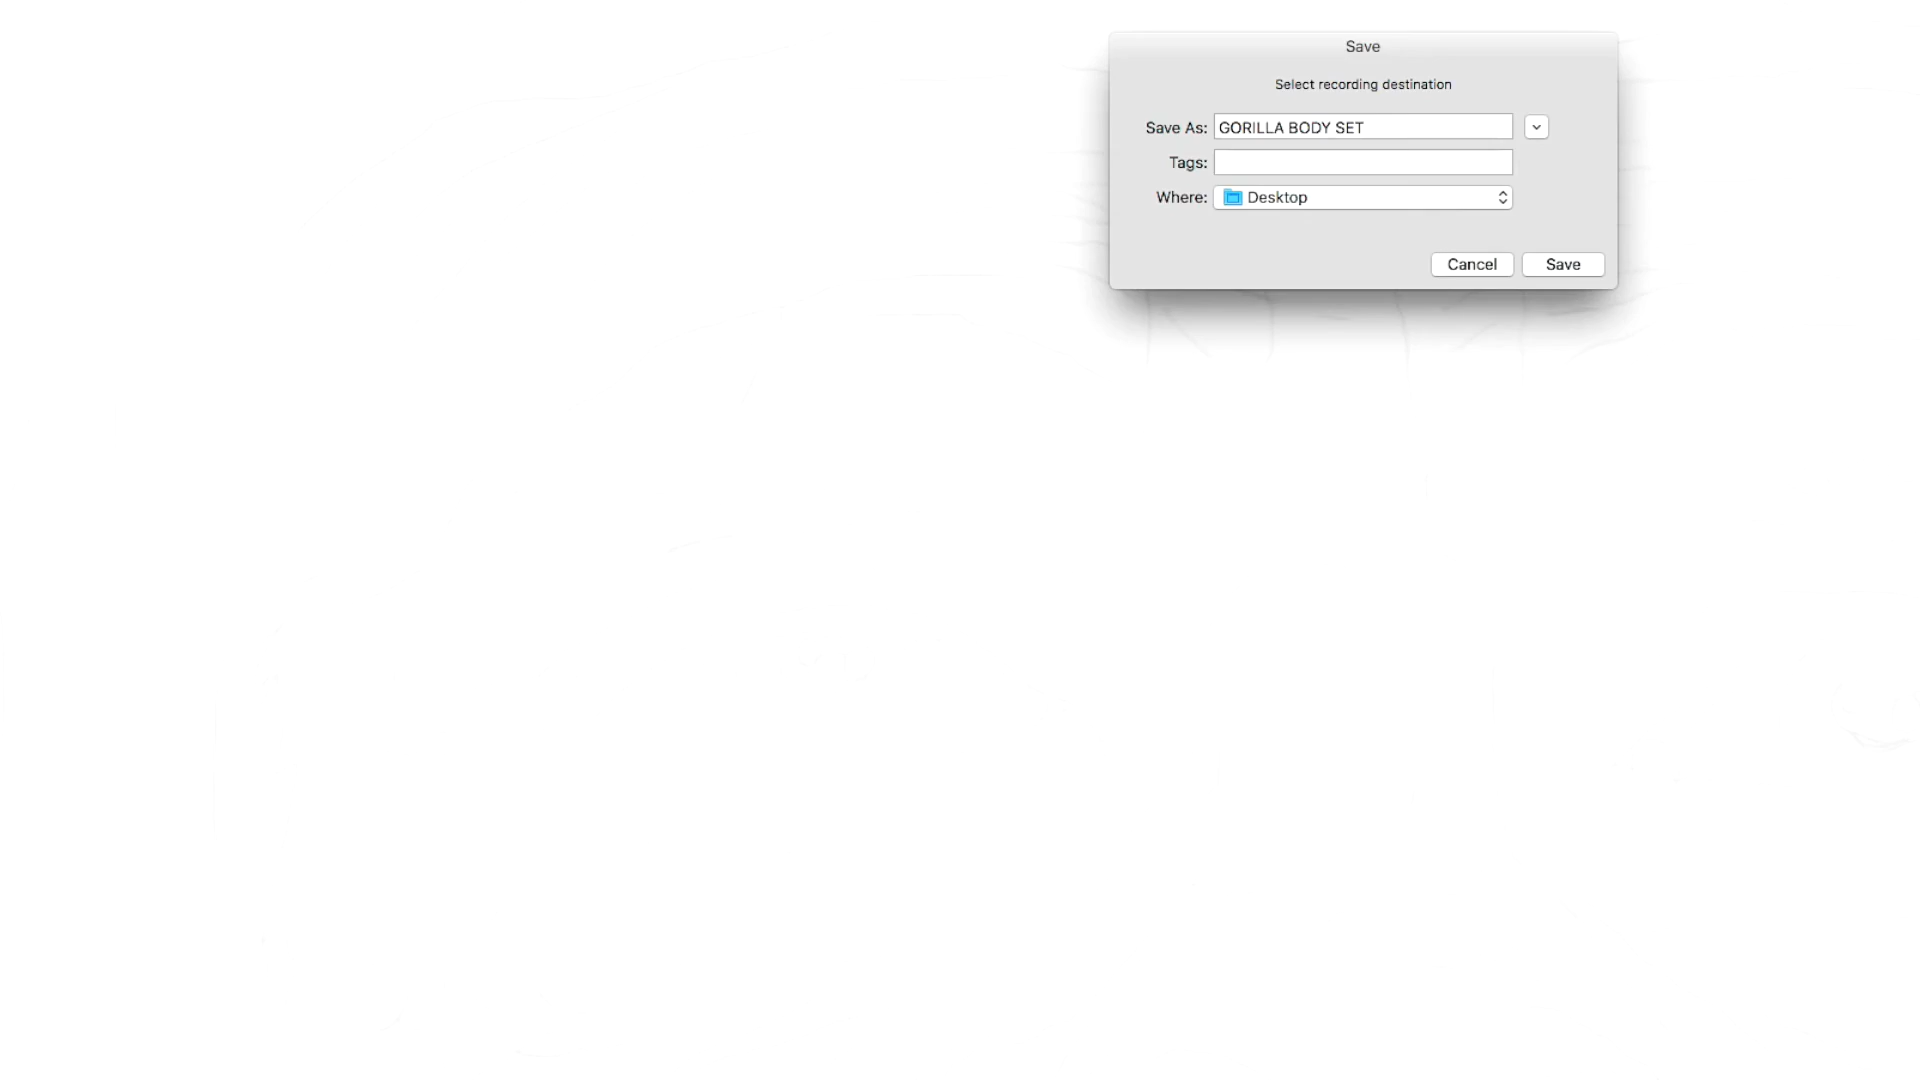 Save
Select recording destination
Save As: GORILLA BODY SET
Tags:
Where: Desktop
Cancel Save